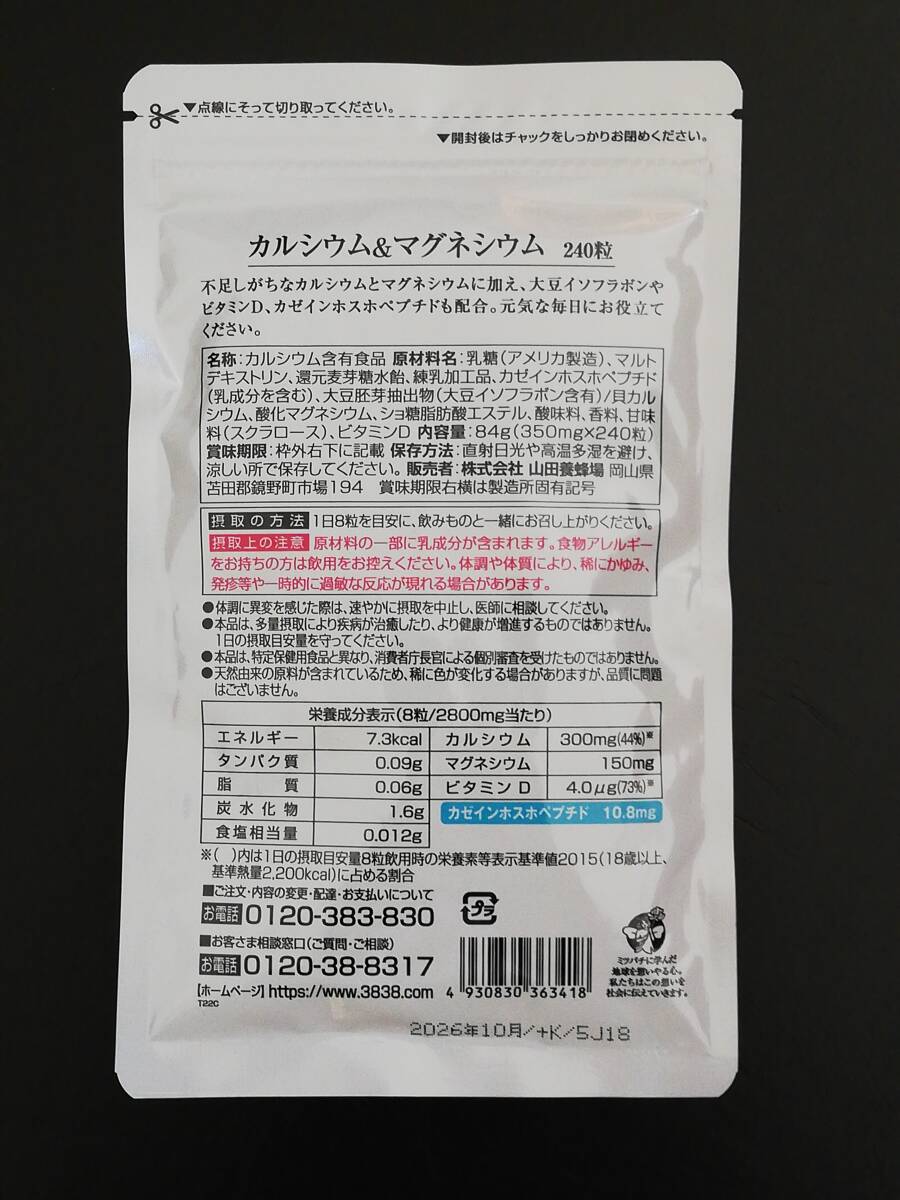 ▼点線にそって切り取ってください。
▼開封後はチャックをしっかりお閉めください。
カルシウム&マグネシウム 240粒
不足しがちなカルシウムとマグネシウムに加え、大豆イソフラボンや
ビタミンD、カゼインホスホペプチドも配合。元気な毎日にお役立て
ください。
名称:カルシウム含有食品 原材料名:乳糖(アメリカ製造)、マルト
デキストリン、還元麦芽糖水飴、練乳加工品、カゼインホスホペプチド
(乳成分を含む)、大豆胚芽抽出物(大豆イソフラボン含有)/貝カル
シウム、酸化マグネシウム、ショ糖脂肪酸エステル、酸味料、香料、甘味
料(スクラロース)、ビタミンD 内容量:84g(350mg×240粒)
賞味期限:枠外右下に記載 保存方法:直射日光や高温多湿を避け、
涼しい所で保存してください。 販売者:株式会社 山田養蜂場 岡山県
苫田郡鏡野町市場194 賞味期限右横は製造所固有記号
摂取の方法 1日8粒を目安に、飲みものと一緒にお召し上がりください。
摂取上の注意 原材料の一部に乳成分が含まれます。食物アレルギー
をお持ちの方は飲用をお控えください。体調や体質により、稀にかゆみ、
発疹等や一時的に過敏な反応が現れる場合があります。
●体調に異変を感じた際は、速やかに摂取を中止し、医師に相談してください。
●本品は、多量摂取により疾病が治癒したり、より健康が増進するものではありません。
1日の摂取目安量を守ってください。
●本品は、特定保健用食品と異なり、消費者庁長官による個別審査を受けたものではありません。
●天然由来の原料が含まれているため、稀に色が変化する場合がありますが、品質に問題
はございません。
栄養成分表示(8粒/2800mg当たり)
エネルギー 7.3kcal カルシウム 300mg(44%)※
タンパク質 0.09g マグネシウム 150mg
脂質 0.06g ビタミンD 4.0μg(73%)※
炭水化物 1.6g カゼインホスホペプチド 10.8mg
食塩相当量 0.012g
※( )内は1日の摂取目安量8粒飲用時の栄養素等表示基準値2015(18歳以上、
基準熱量2,200kcal)に占める割合
■ご注文・内容の変更・配達・お支払いについて
お電話 0120-383-830
プラ
■お客さま相談窓口(ご質問・ご相談)
お電話 0120-38-8317
【ホームページ】https://www.3838.com/
T22C
4 930830 363418
ミツバチに学んだ
地球を想いやる心。
私たちはこの想いを
社会に伝えていきます。
2026年10月/+K/5J18